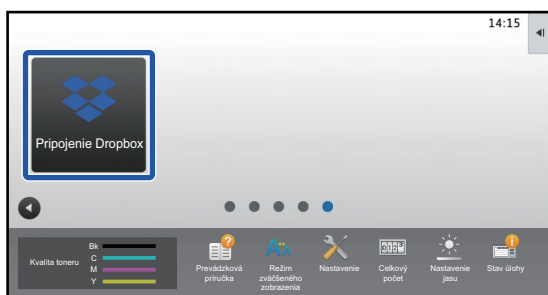 14:15
Pripojenie Dropbox
Kvalita toneru
Bk
C
M
Y
Prevádzková
príručka
Režim
zväčšeného
zobrazenia
Nastavenie
Celkový
počet
Nastavenie
jasu
Stav úlohy